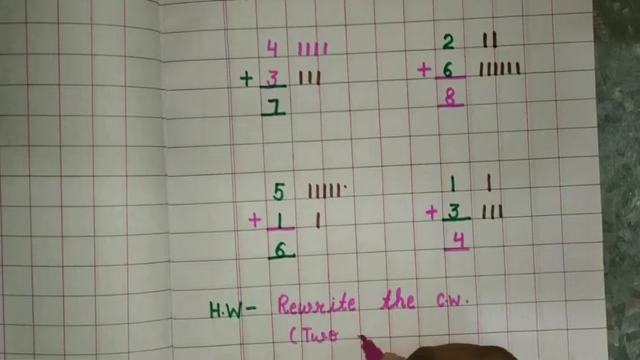 4 ||||
+ 3 |||
7
2 ||
+ 6 ||||||
8
5 |||||
+ 1 |
6
1 |
+ 3 |||
4
H.W- Rewrite the C.W.
(Two